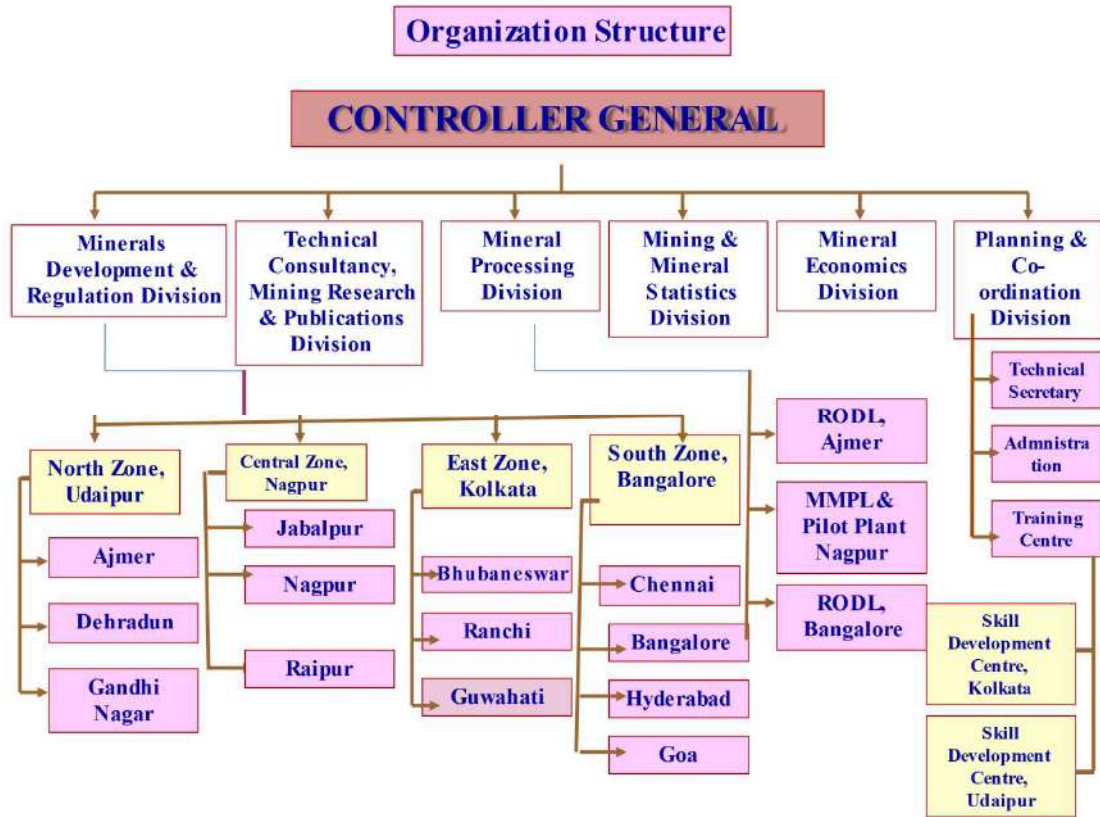 Organization Structure
CONTROLLER GENERAL
Minerals
Development &
Regulation Division
Technical
Consultancy,
Mining Research
& Publications
Division
Mineral
Processing
Division
Mining &
Mineral
Statistics
Division
Mineral
Economics
Division
Planning &
Co-
ordination
Division
North Zone,
Udaipur
Ajmer
Dehradun
Gandhi
Nagar
Central Zone,
Nagpur
Jabalpur
Nagpur
Raipur
East Zone,
Kolkata
Bhubaneswar
Ranchi
Guwahati
South Zone,
Bangalore
Chennai
Bangalore
Hyderabad
Goa
RODL,
Ajmer
MMPL &
Pilot Plant
Nagpur
RODL,
Bangalore
Technical
Secretary
Admnistra
tion
Training
Centre
Skill
Development
Centre,
Kolkata
Skill
Development
Centre,
Udaipur